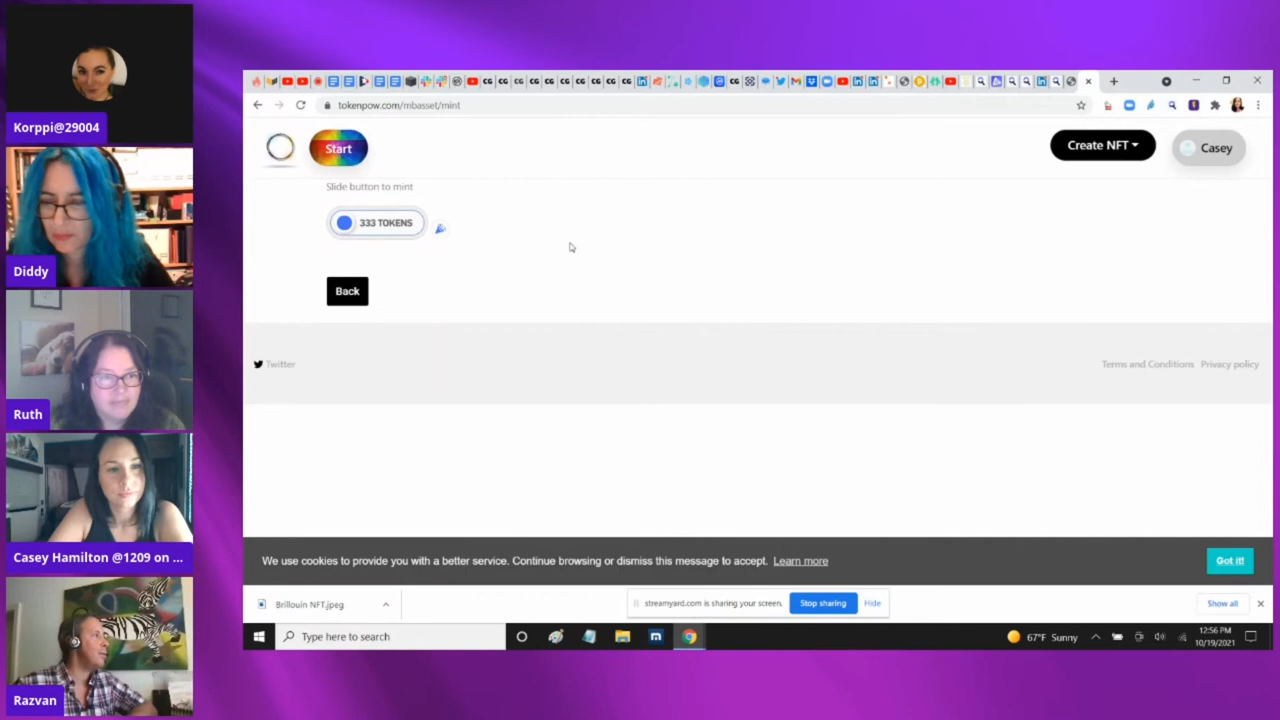 Korppi@29004
Diddy
Ruth
Casey Hamilton @1209 on ...
Razvan
tokenpow.com/mbasset/mint
Start
Create NFT
Casey
Slide button to mint
333 TOKENS
Back
Twitter
Terms and Conditions Privacy policy
We use cookies to provide you with a better service. Continue browsing or dismiss this message to accept. Learn more
Got it!
Brillouin NFT.jpeg
streamyard.com is sharing your screen.
Stop sharing
Hide
Show all
Type here to search
67°F Sunny
12:56 PM
10/19/2021